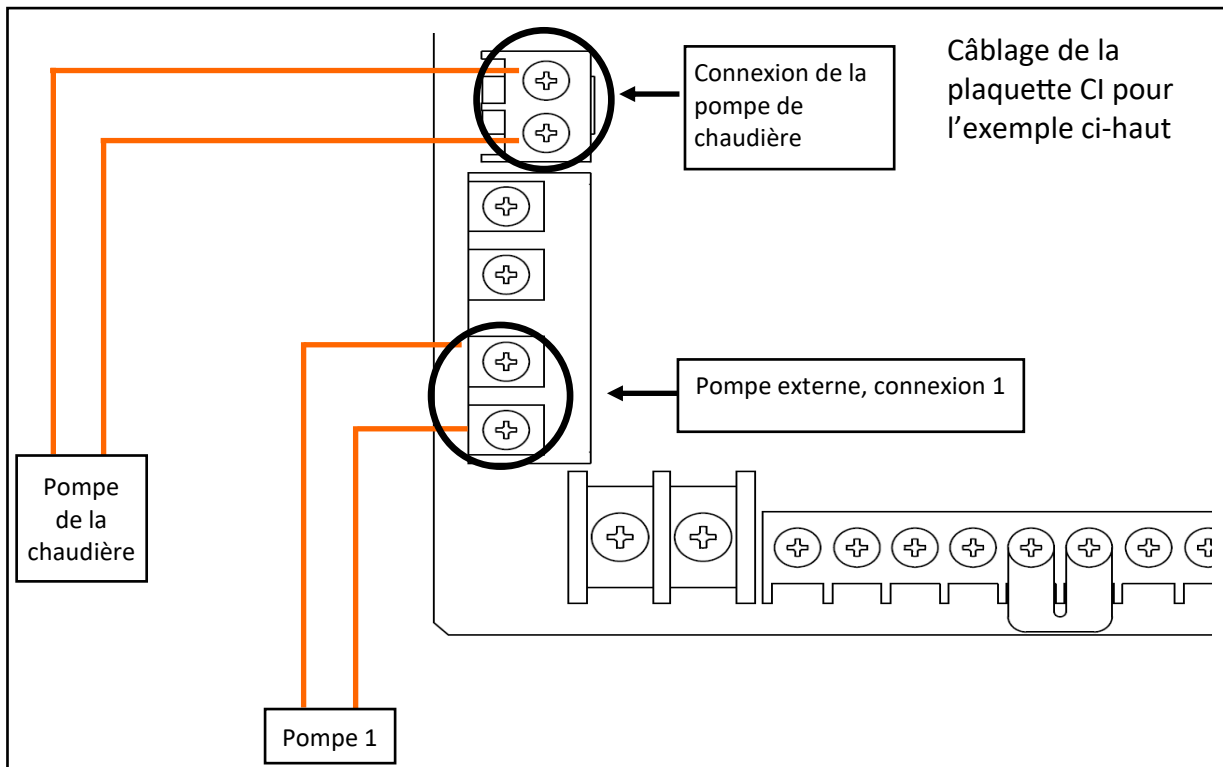 Connexion de la
pompe de
chaudière
Câblage de la
plaquette CI pour
l’exemple ci-haut
Pompe externe, connexion 1
Pompe
de la
chaudière
Pompe 1